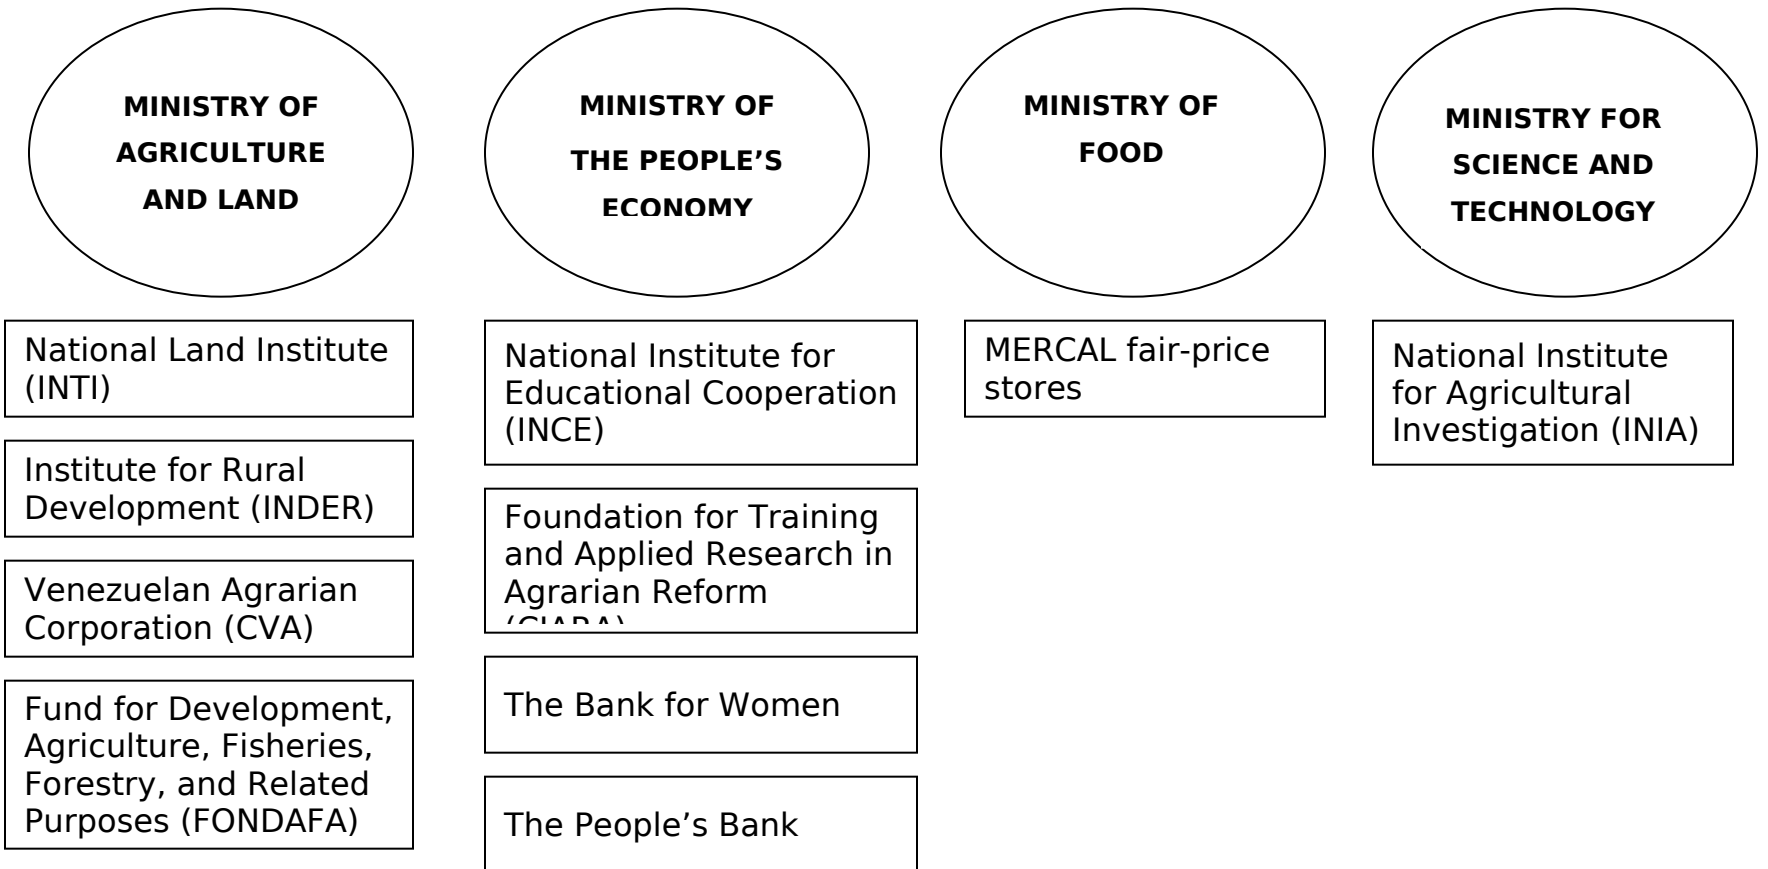 MINISTRY OF
AGRICULTURE
AND LAND
National Land Institute
(INTI)
Institute for Rural
Development (INDER)
Venezuelan Agrarian
Corporation (CVA)
Fund for Development,
Agriculture, Fisheries,
Forestry, and Related
Purposes (FONDAFA)
MINISTRY OF
THE PEOPLE’S
ECONOMY
National Institute for
Educational Cooperation
(INCE)
Foundation for Training
and Applied Research in
Agrarian Reform
(CIARA)
The Bank for Women
The People’s Bank
MINISTRY OF
FOOD
MERCAL fair-price
stores
MINISTRY FOR
SCIENCE AND
TECHNOLOGY
National Institute
for Agricultural
Investigation (INIA)